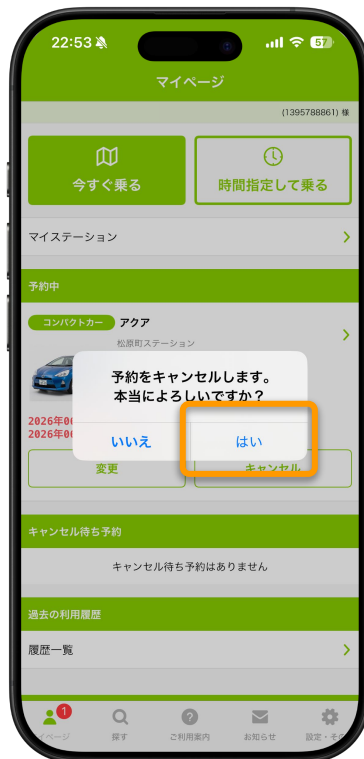 22:53
57
マイページ
(1395788861) 様
今すぐ乗る
時間指定して乗る
マイステーション
予約中
コンパクトカー アクア
松原町ステーション
予約をキャンセルします。
本当によろしいですか？
2026年0
2026年0
いいえ はい
変更 キャンセル
キャンセル待ち予約
キャンセル待ち予約はありません
過去の利用履歴
履歴一覧
1
マイページ 探す ご利用案内 お知らせ 設定・その